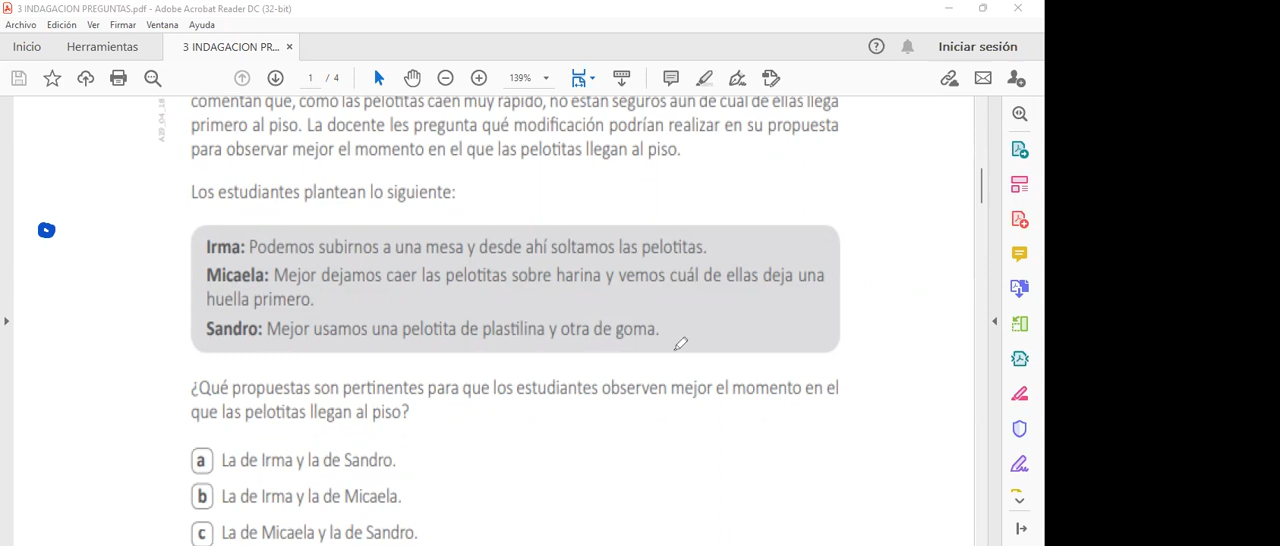 3 INDAGACION PREGUNTAS.pdf - Adobe Acrobat Reader DC (32-bit)
Archivo Edición Ver Firmar Ventana Ayuda
Inicio Herramientas 3 INDAGACION PR... × Iniciar sesión
1 / 4 139%
comentan que, como las pelotitas caen muy rápido, no están seguros aún de cuál de ellas llega
primero al piso. La docente les pregunta qué modificación podrían realizar en su propuesta
para observar mejor el momento en el que las pelotitas llegan al piso.
Los estudiantes plantean lo siguiente:
Irma: Podemos subirnos a una mesa y desde ahí soltamos las pelotitas.
Micaela: Mejor dejamos caer las pelotitas sobre harina y vemos cuál de ellas deja una
huella primero.
Sandro: Mejor usamos una pelotita de plastilina y otra de goma.
¿Qué propuestas son pertinentes para que los estudiantes observen mejor el momento en el
que las pelotitas llegan al piso?
a La de Irma y la de Sandro.
b La de Irma y la de Micaela.
c La de Micaela y la de Sandro.